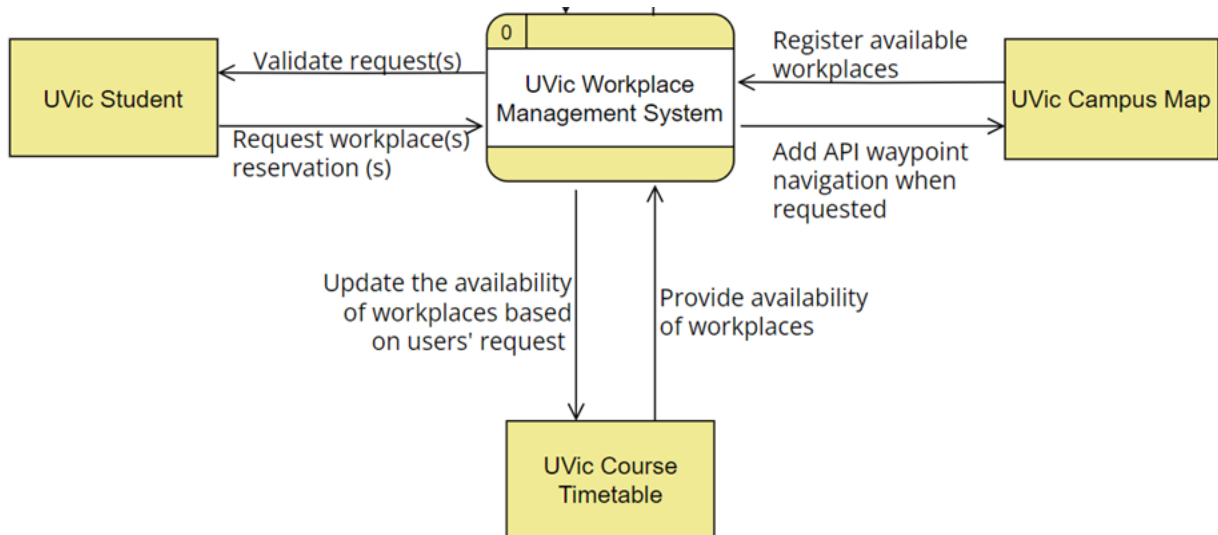 0
UVic Workplace
Management System
UVic Student
Validate request(s)
Request workplace(s)
reservation (s)
Register available
workplaces
UVic Campus Map
Add API waypoint
navigation when
requested
Update the availability
of workplaces based
on users' request
Provide availability
of workplaces
UVic Course
Timetable